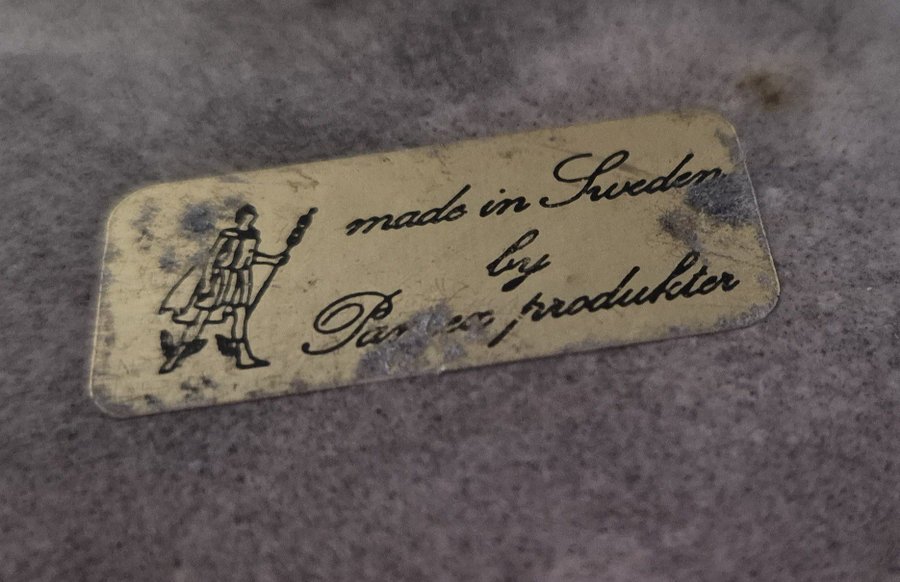 made in Sweden
by
produkter